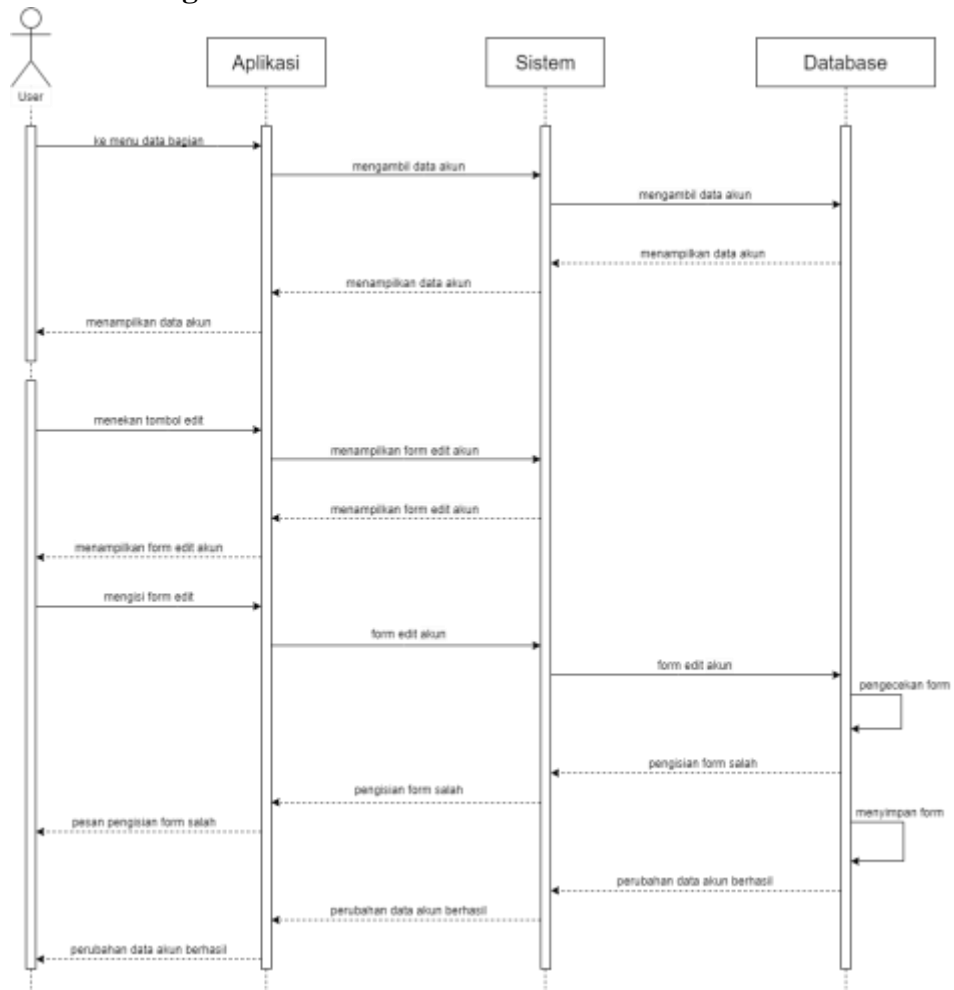 User
Aplikasi
Sistem
Database
ke menu data bagian
mengambil data akun
mengambil data akun
menampilkan data akun
menampilkan data akun
menampilkan data akun
menekan tombol edit
menampilkan form edit akun
menampilkan form edit akun
menampilkan form edit akun
mengisi form edit
form edit akun
form edit akun
pengecekan form
pengisian form salah
pengisian form salah
menyimpan form
pesan pengisian form salah
perubahan data akun berhasil
perubahan data akun berhasil
perubahan data akun berhasil